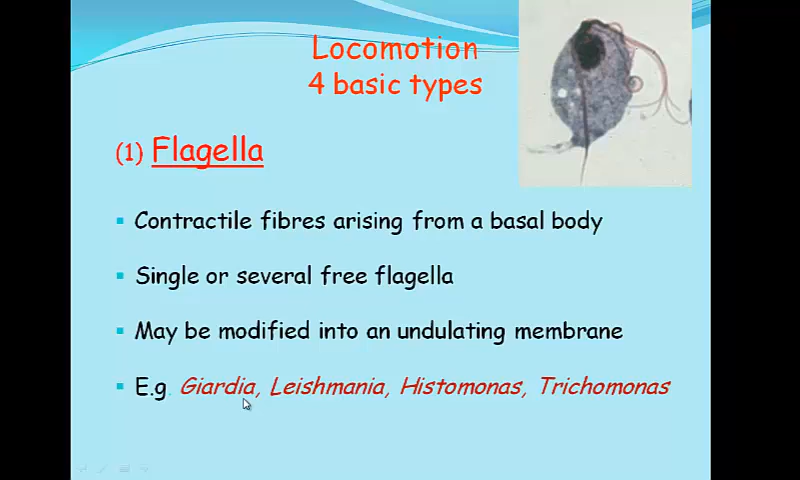 Locomotion
4 basic types
(1) Flagella
Contractile fibres arising from a basal body
Single or several free flagella
May be modified into an undulating membrane
E.g. Giardia, Leishmania, Histomonas, Trichomonas